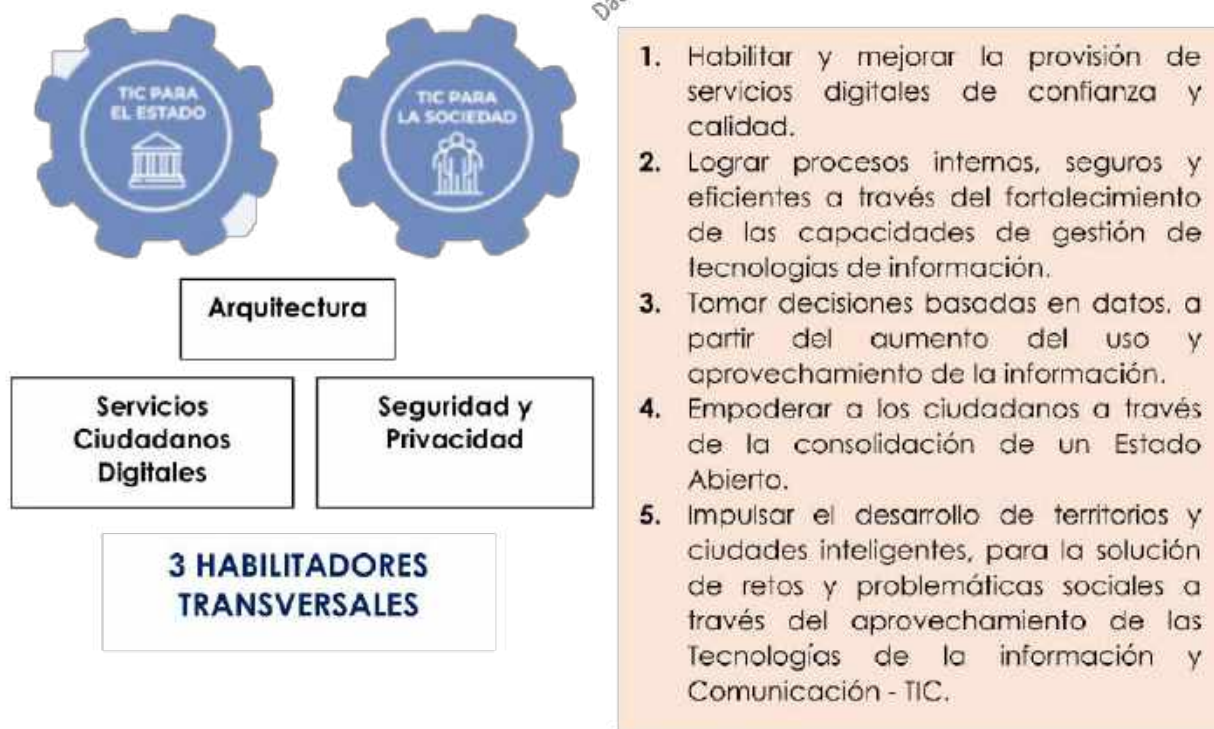 TIC PARA
EL ESTADO
TIC PARA
LA SOCIEDAD
Arquitectura
Servicios
Ciudadanos
Digitales
Seguridad y
Privacidad
3 HABILITADORES
TRANSVERSALES
1. Habilitar y mejorar la provisión de
servicios digitales de confianza y
calidad.
2. Lograr procesos internos, seguros y
eficientes a través del fortalecimiento
de las capacidades de gestión de
tecnologías de información.
3. Tomar decisiones basadas en datos, a
partir del aumento del uso y
aprovechamiento de la información.
4. Empoderar a los ciudadanos a través
de la consolidación de un Estado
Abierto.
5. Impulsar el desarrollo de territorios y
ciudades inteligentes, para la solución
de retos y problemáticas sociales a
través del aprovechamiento de las
Tecnologías de la información y
Comunicación - TIC.